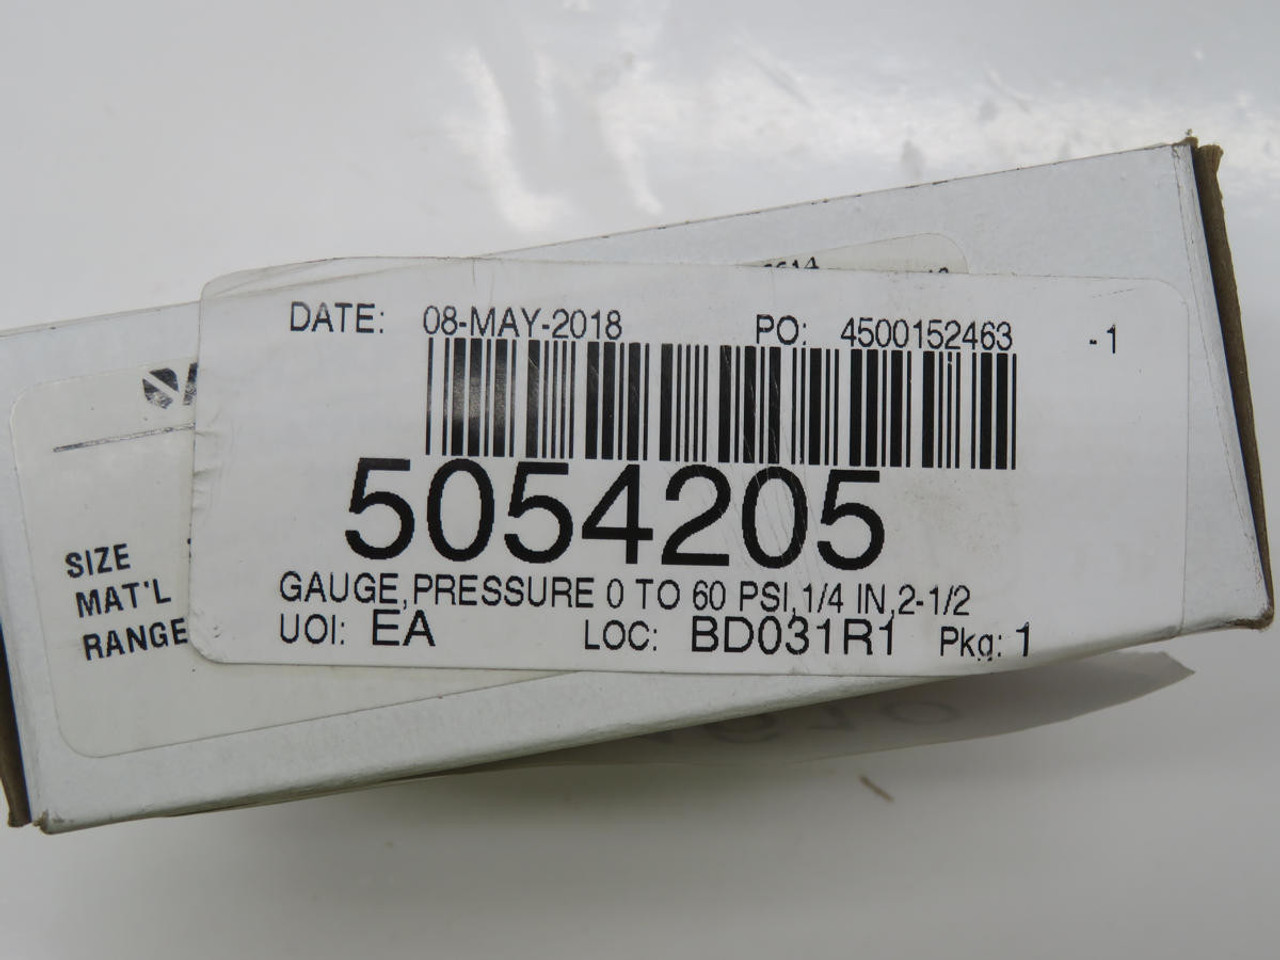 DATE: 08-MAY-2018 PO: 4500152463 -1
5054205
GAUGE,PRESSURE 0 TO 60 PSI,1/4 IN,2-1/2
UOI: EA LOC: BD031R1 Pkg: 1
SIZE
MAT'L
RANGE